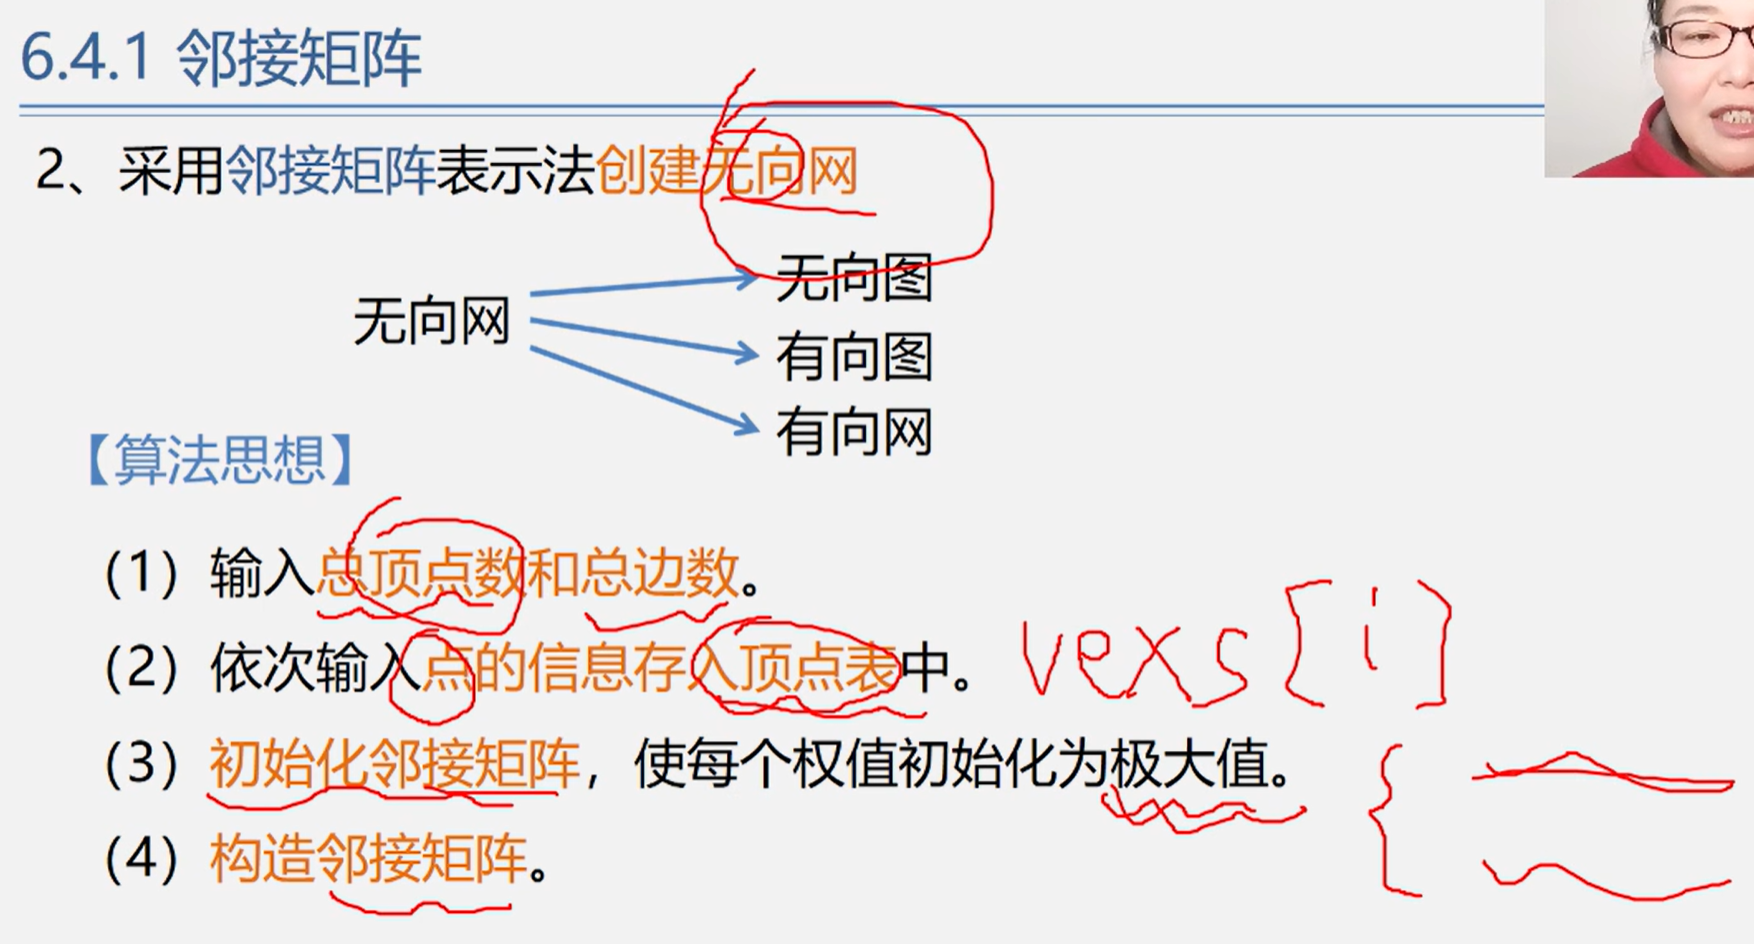 6.4.1 邻接矩阵
2、采用邻接矩阵表示法创建无向网
无向网
无向图
有向图
有向网
【算法思想】
（1）输入总顶点数和总边数。
（2）依次输入点的信息存入顶点表中。 vexs[i]
（3）初始化邻接矩阵，使每个权值初始化为极大值。
（4）构造邻接矩阵。